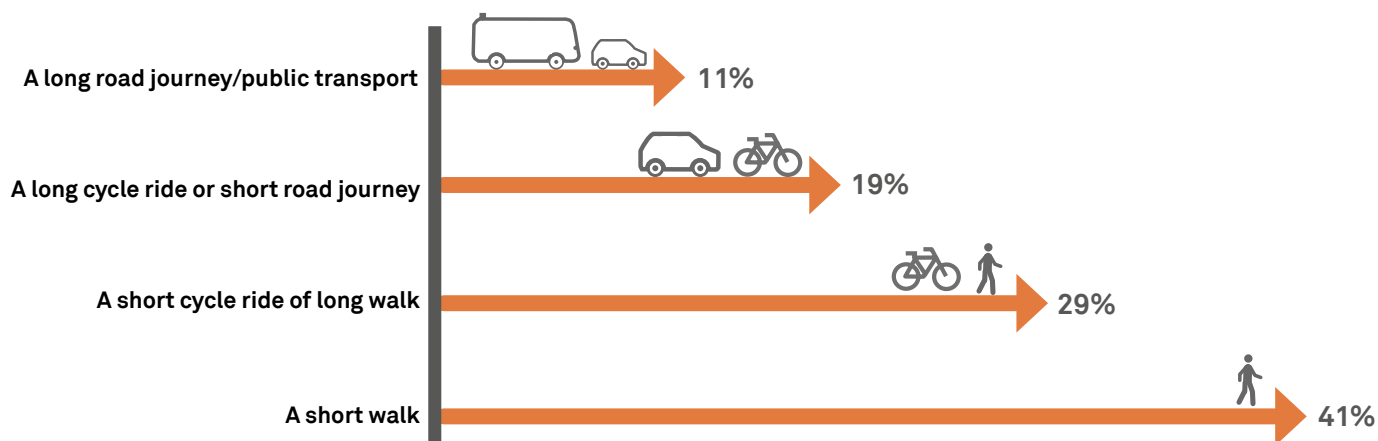 A long road journey/public transport
11%
A long cycle ride or short road journey
19%
A short cycle ride of long walk
29%
A short walk
41%